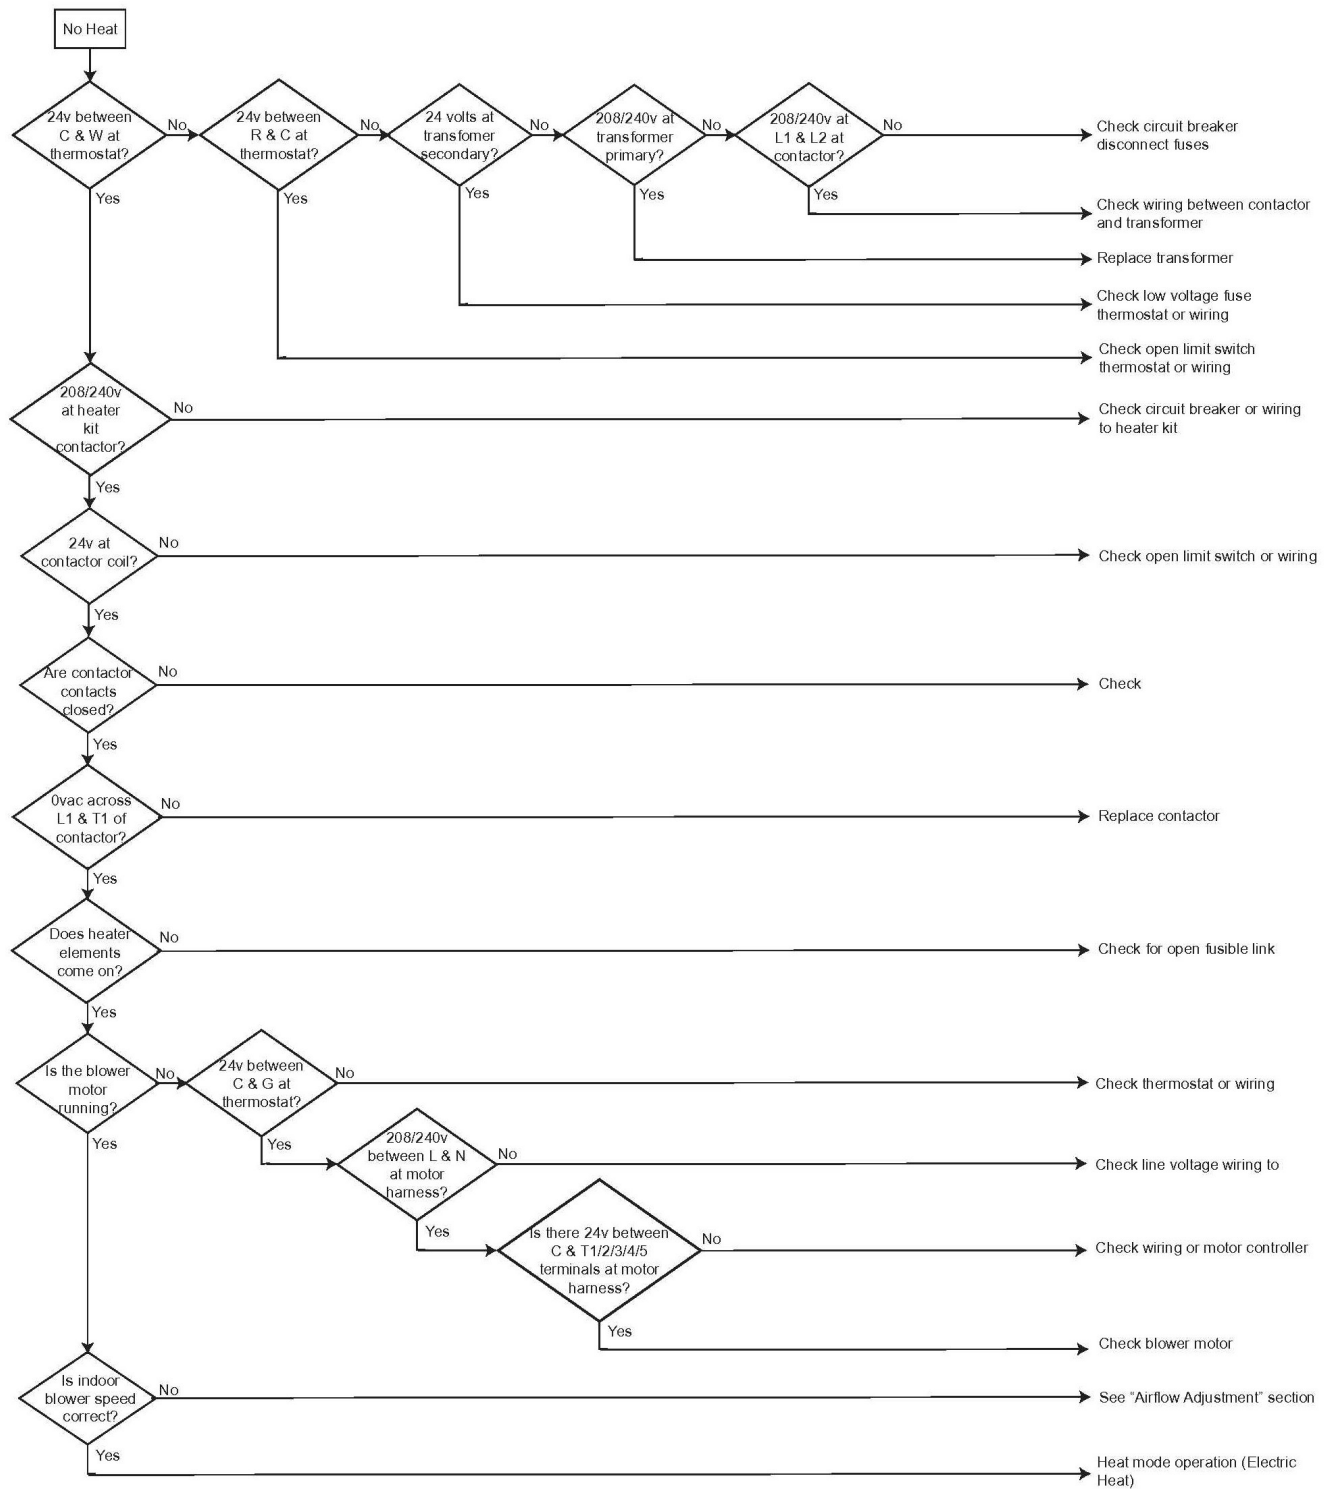 No Heat
24v between
C & W at
thermostat?
No
24v between
R & C at
thermostat?
No
24 volts at
transfomer
secondary?
No
208/240v at
transformer
primary?
No
208/240v at
L1 & L2 at
contactor?
No
Check circuit breaker
disconnect fuses
Yes
Yes
Yes
Yes
Yes
Check wiring between contactor
and transformer
Replace transformer
Check low voltage fuse
thermostat or wiring
Check open limit switch
thermostat or wiring
208/240v
at heater
kit
contactor?
No
Check circuit breaker or wiring
to heater kit
Yes
24v at
contactor coil?
No
Check open limit switch or wiring
Yes
Are contactor
contacts
closed?
No
Check
Yes
0vac across
L1 & T1 of
contactor?
No
Replace contactor
Yes
Does heater
elements
come on?
No
Check for open fusible link
Yes
Is the blower
motor
running?
No
24v between
C & G at
thermostat?
No
Check thermostat or wiring
Yes
Yes
208/240v
between L & N
at motor
harness?
No
Check line voltage wiring to
Yes
Is there 24v between
C & T1/2/3/4/5
terminals at motor
harness?
No
Check wiring or motor controller
Yes
Check blower motor
Is indoor
blower speed
correct?
No
See “Airflow Adjustment” section
Yes
Heat mode operation (Electric
Heat)